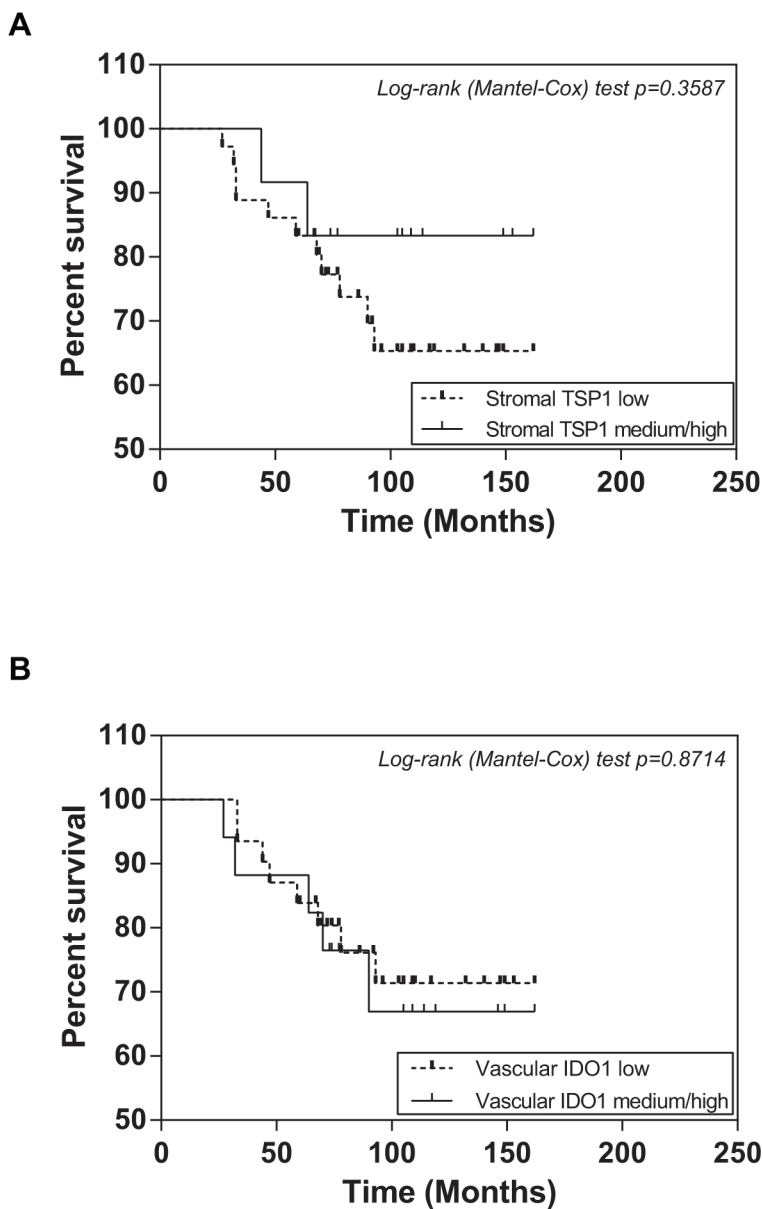 A
Log-rank (Mantel-Cox) test p=0.3587
110
100
90
80
70
60
50
Percent survival
Stromal TSP1 low
Stromal TSP1 medium/high
0 50 100 150 200 250
Time (Months)
B
Log-rank (Mantel-Cox) test p=0.8714
110
100
90
80
70
60
50
Percent survival
Vascular IDO1 low
Vascular IDO1 medium/high
0 50 100 150 200 250
Time (Months)